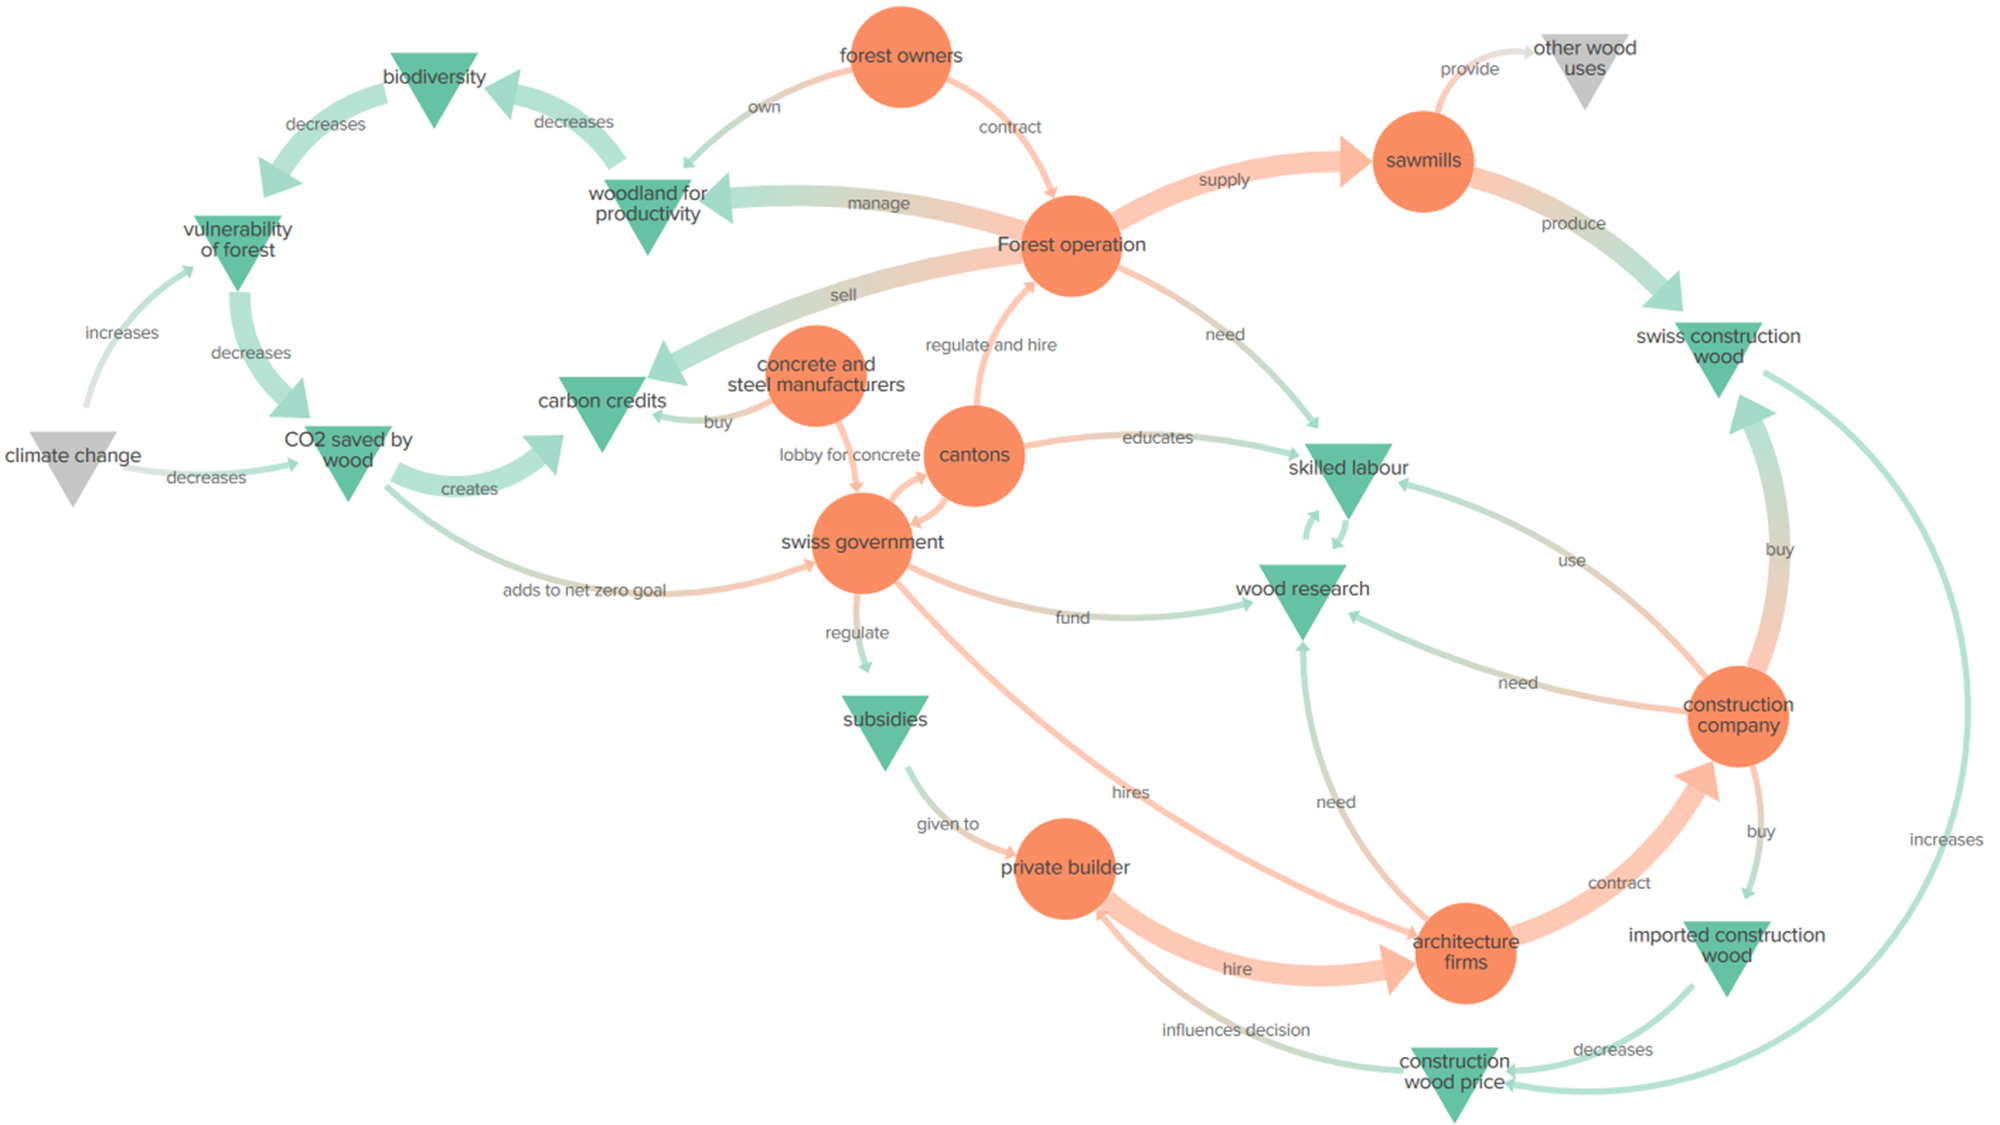 forest owners
other wood
uses
provide
biodiversity
own
decreases
decreases
contract
sawmills
supply
woodland for
productivity
manage
produce
vulnerability
of forest
Forest operation
sell
increases
decreases
regulate and hire
need
swiss construction
wood
concrete and
steel manufacturers
carbon credits
buy
educates
CO2 saved by
wood
climate change
lobby for concrete
cantons
skilled labour
decreases
creates
swiss government
buy
use
adds to net zero goal
wood research
fund
regulate
need
subsidies
construction
company
hires
need
given to
buy
increases
private builder
contract
architecture
firms
imported construction
wood
hire
influences decision
decreases
construction
wood price